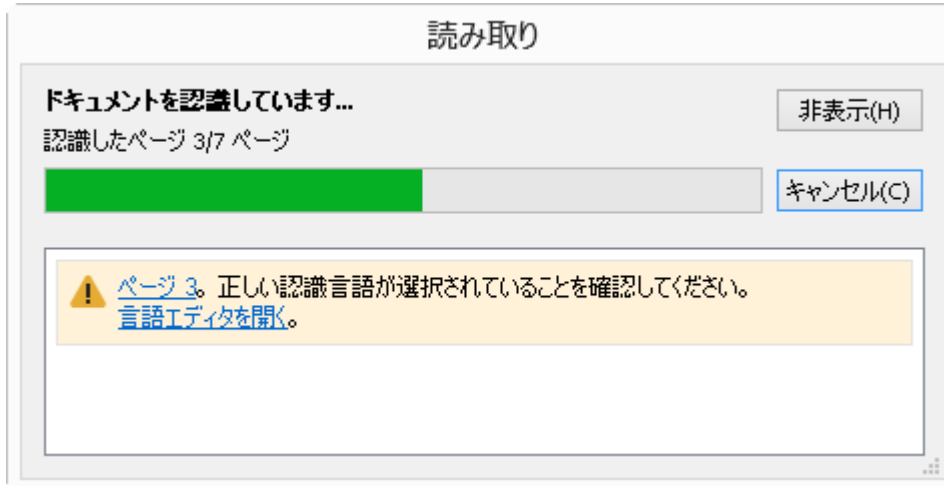 読み取り
ドキュメントを認識しています...
非表示(H)
認識したページ 3/7 ページ
キャンセル(C)
ページ 3。正しい認識言語が選択されていることを確認してください。
言語エディタを開く。